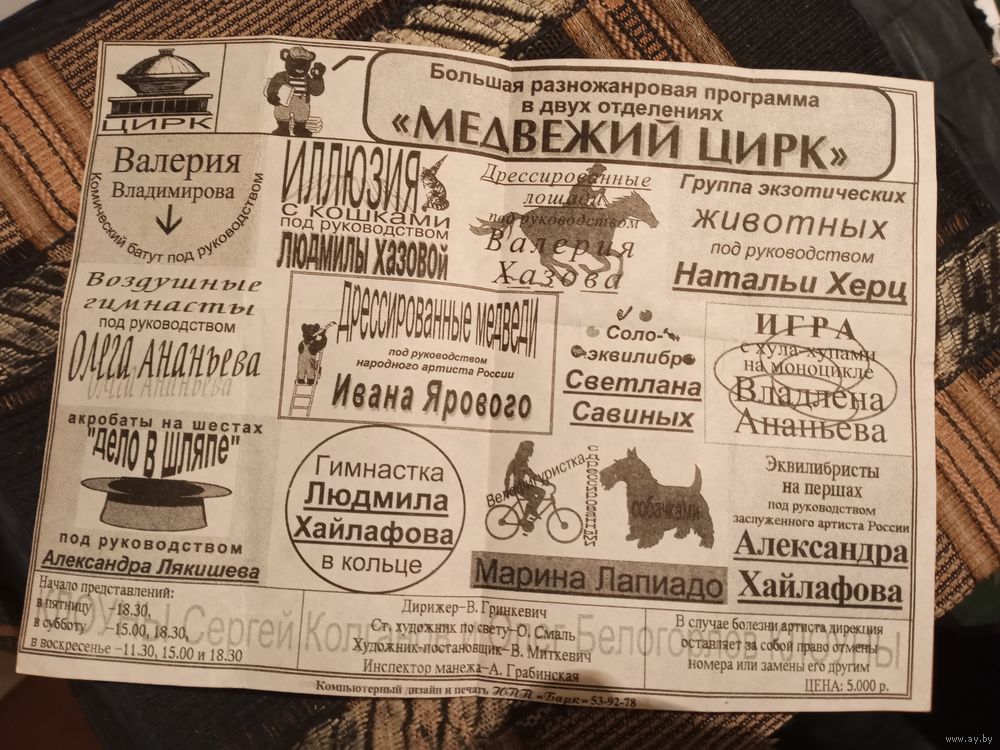 ЦИРК
Большая разножанровая программа
в двух отделениях
«МЕДВЕЖИЙ ЦИРК»
Валерия
Владимирова
Комический батут под руководством
ИЛЛЮЗИЯ
с кошками
под руководством
ЛЮДМИЛЫ ХАЗОВОЙ
Дрессированные
лошади
под руководством
Валерия
Хазова
Группа экзотических
животных
под руководством
Натальи Херц
Воздушные
гимнасты
под руководством
ОЛЕГА АНАНЬЕВА
Дрессированные медведи
под руководством
народного артиста России
Ивана Ярового
Соло-
эквилибр
Светлана
Савиных
ИГРА
с хула-хупами
на моноцикле
Владлена
Ананьева
акробаты на шестах
"Дело в шляпе"
под руководством
Александра Лякишева
Гимнастка
Людмила
Хайлафова
в кольце
Велофигуристка
с дрессированными
собачками
Марина Лапиадо
Эквилибристы
на першах
под руководством
заслуженного артиста России
Александра
Хайлафова
Начало представлений:
в пятницу –18.30,
в субботу –15.00, 18.30,
в воскресенье –11.30, 15.00 и 18.30
Дирижер–В. Гринкевич
Ст. художник по свету–О. Смаль
Художник-постановщик–В. Миткевич
Инспектор манежа–А. Грабинская
В случае болезни артиста дирекция
оставляет за собой право отмены
номера или замены его другим
ЦЕНА: 5.000 р.
Сергей Белогорлов
Компьютерный дизайн и печать ЧПП «Барк» 53-92-78
www.ay.by